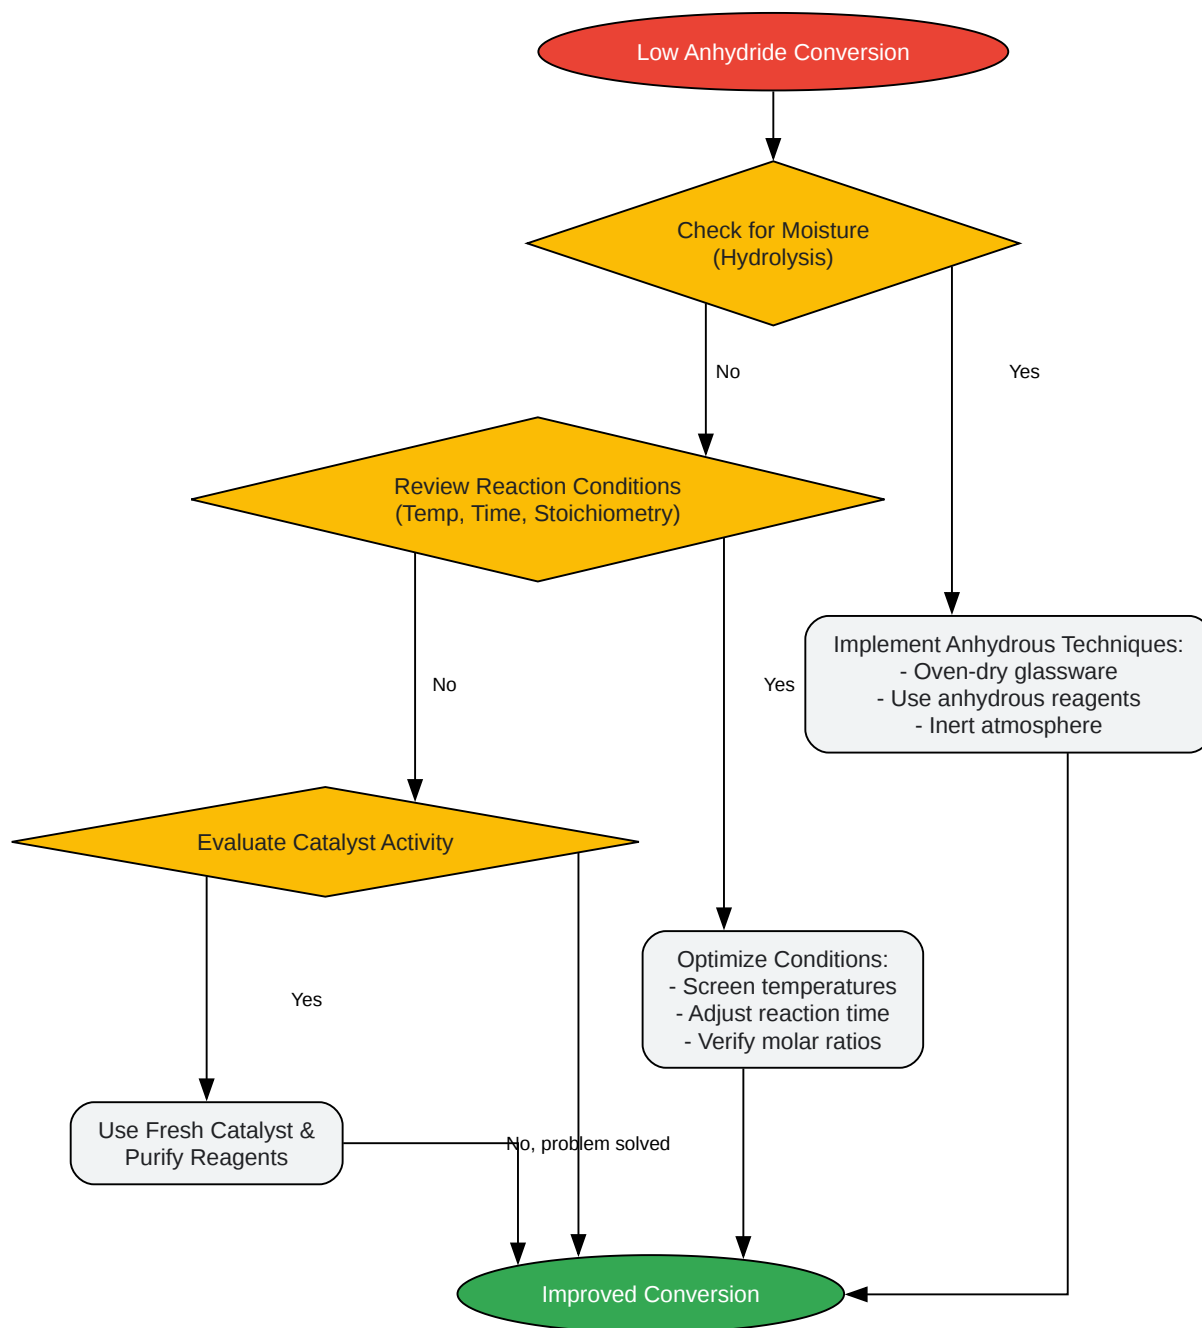 Low Anhydride Conversion
Check for Moisture
(Hydrolysis)
No
Yes
Review Reaction Conditions
(Temp, Time, Stoichiometry)
No
Yes
Implement Anhydrous Techniques:
- Oven-dry glassware
- Use anhydrous reagents
- Inert atmosphere
Evaluate Catalyst Activity
Yes
Optimize Conditions:
- Screen temperatures
- Adjust reaction time
- Verify molar ratios
Use Fresh Catalyst &
Purify Reagents
No, problem solved
Improved Conversion